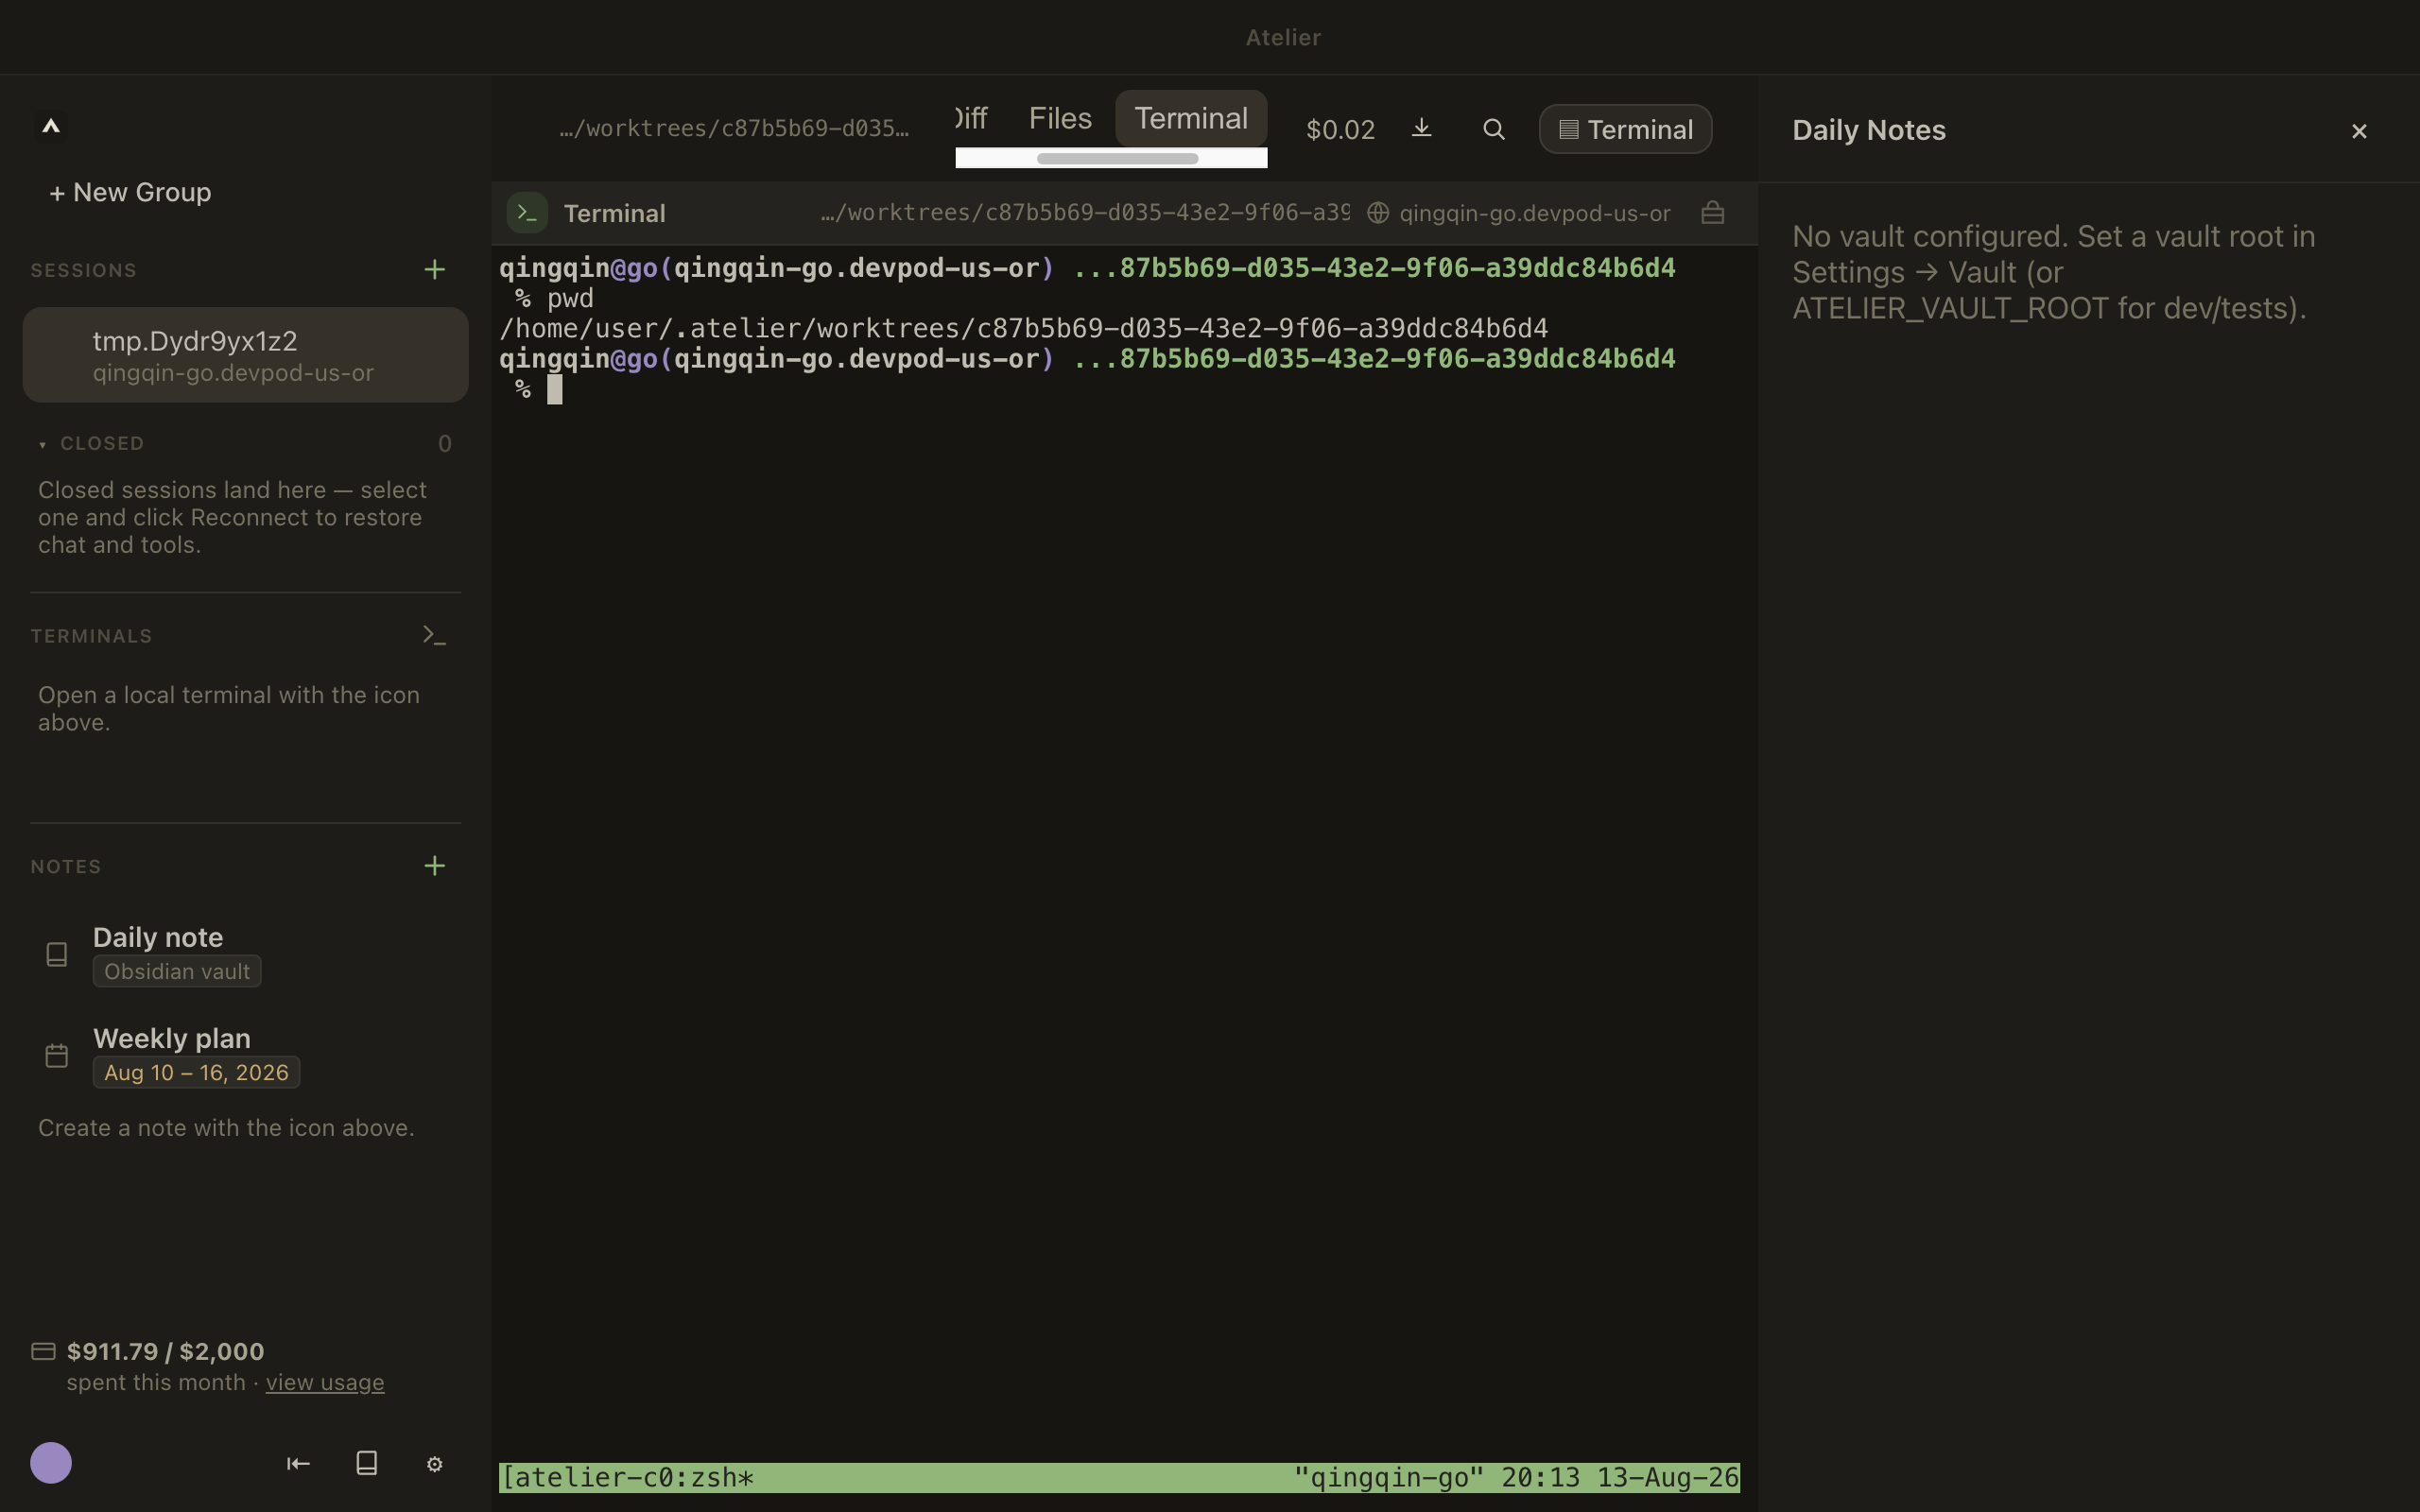 Atelier
+ New Group
SESSIONS
tmp.Dydr9yx1z2
qingqin-go.devpod-us-or
CLOSED 0
Closed sessions land here — select
one and click Reconnect to restore
chat and tools.
TERMINALS
Open a local terminal with the icon
above.
NOTES
Daily note
Obsidian vault
Weekly plan
Aug 10 – 16, 2026
Create a note with the icon above.
$911.79 / $2,000
spent this month · view usage
…/worktrees/c87b5b69-d035…
Diff Files Terminal
$0.02
Terminal
Terminal
…/worktrees/c87b5b69-d035-43e2-9f06-a39
qingqin-go.devpod-us-or
qingqin@go(qingqin-go.devpod-us-or) ...87b5b69-d035-43e2-9f06-a39ddc84b6d4
% pwd
/home/user/.atelier/worktrees/c87b5b69-d035-43e2-9f06-a39ddc84b6d4
qingqin@go(qingqin-go.devpod-us-or) ...87b5b69-d035-43e2-9f06-a39ddc84b6d4
%
[atelier-c0:zsh* "qingqin-go" 20:13 13-Aug-26
Daily Notes
No vault configured. Set a vault root in
Settings → Vault (or
ATELIER_VAULT_ROOT for dev/tests).